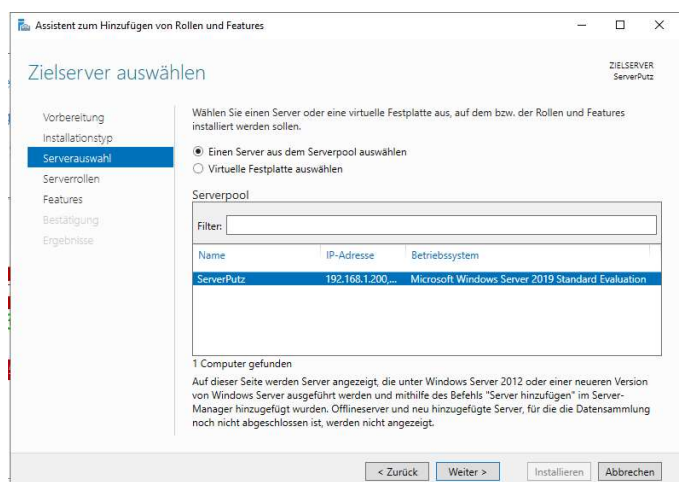 Assistent zum Hinzufügen von Rollen und Features
Zielserver auswählen
ZIELSERVER
ServerPutz
Vorbereitung
Installationstyp
Serverauswahl
Serverrollen
Features
Bestätigung
Ergebnisse
Wählen Sie einen Server oder eine virtuelle Festplatte aus, auf dem bzw. der Rollen und Features
installiert werden sollen.
Einen Server aus dem Serverpool auswählen
Virtuelle Festplatte auswählen
Serverpool
Filter:
Name IP-Adresse Betriebssystem
ServerPutz 192.168.1.200,... Microsoft Windows Server 2019 Standard Evaluation
1 Computer gefunden
Auf dieser Seite werden Server angezeigt, die unter Windows Server 2012 oder einer neueren Version
von Windows Server ausgeführt werden und mithilfe des Befehls "Server hinzufügen" im Server-
Manager hinzugefügt wurden. Offlineserver und neu hinzugefügte Server, für die die Datensammlung
noch nicht abgeschlossen ist, werden nicht angezeigt.
< Zurück Weiter > Installieren Abbrechen